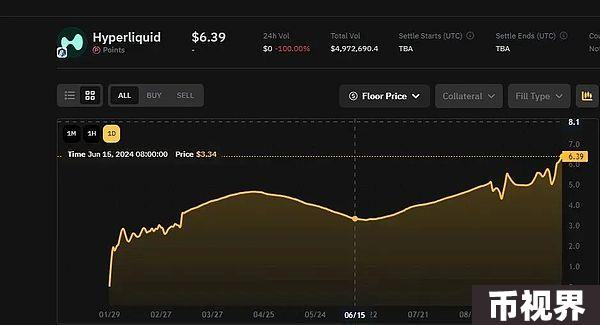 Hyperliquid
Points
$6.39
-
24h Vol
$0 -100.00%
Total Vol
$4,972,690.4
Settle Starts (UTC)
TBA
Settle Ends (UTC)
TBA
Cou
Not
ALL BUY SELL
Floor Price
Collateral
Fill Type
1M 1H 1D
Time Jun 15, 2024 08:00:00 Price $3.34
8.1
7.0
6.39
5.0
4.0
3.0
2.0
1.0
01/29 02/27 03/27 04/25 05/24 06/15 22 07/21 08/
币视界